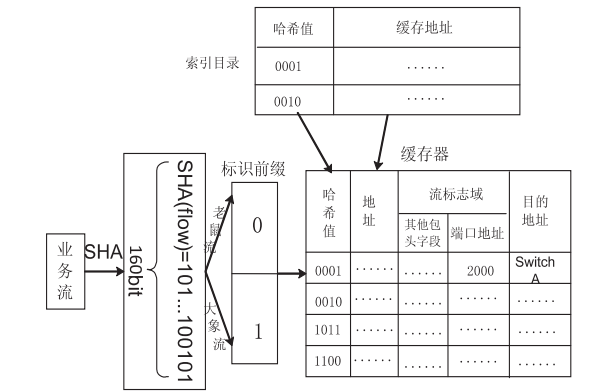 哈希值 缓存地址
索引目录
0001 ······
0010 ······
缓存器
标识前缀
哈希值 地址 流标志域 目的地址
其他包头字段 端口地址
0001 ······ ······ 2000 Switch A
0010 ······ ······ ······ ······
1011 ······ ······ ······ ······
1100 ······ ······ ······ ······
业务流
SHA
160bit
SHA(flow)=101...100101
老鼠流
大象流
0
1